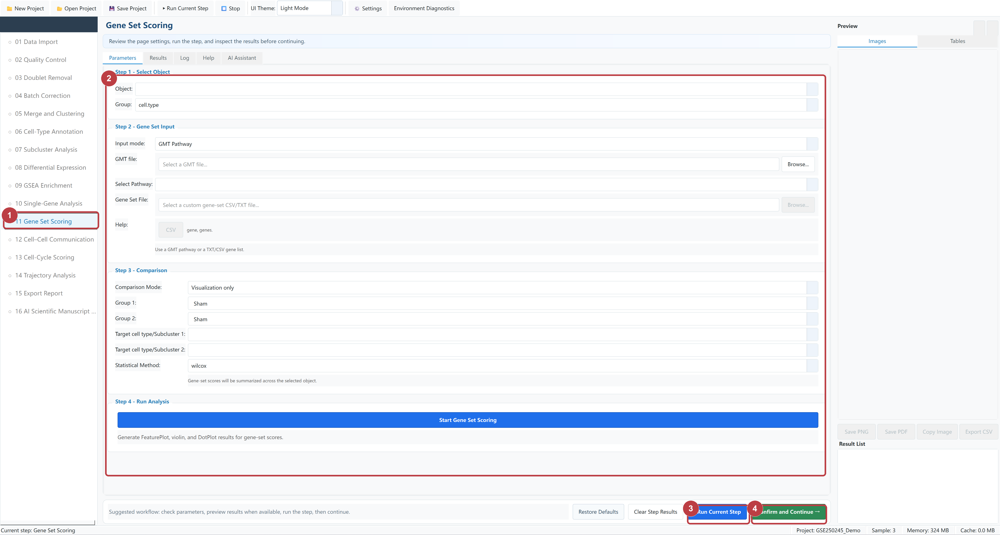 New Project Open Project Save Project Run Current Step Stop UI Theme: Light Mode Settings Environment Diagnostics
01 Data Import
02 Quality Control
03 Doublet Removal
04 Batch Correction
05 Merge and Clustering
06 Cell-Type Annotation
07 Subcluster Analysis
08 Differential Expression
09 GSEA Enrichment
10 Single-Gene Analysis
1
11 Gene Set Scoring
12 Cell–Cell Communication
13 Cell-Cycle Scoring
14 Trajectory Analysis
15 Export Report
16 AI Scientific Manuscript ...
Gene Set Scoring
Review the page settings, run the step, and inspect the results before continuing.
Parameters Results Log Help AI Assistant
Step 1 - Select Object
2
Object:
Group: cell.type
Step 2 - Gene Set Input
Input mode: GMT Pathway
GMT file: Select a GMT file... Browse...
Select Pathway:
Gene Set File: Select a custom gene-set CSV/TXT file... Browse...
Help: CSV gene, genes.
Use a GMT pathway or a TXT/CSV gene list.
Step 3 - Comparison
Comparison Mode: Visualization only
Group 1: Sham
Group 2: Sham
Target cell type/Subcluster 1:
Target cell type/Subcluster 2:
Statistical Method: wilcox
Gene-set scores will be summarized across the selected object.
Step 4 - Run Analysis
Start Gene Set Scoring
Generate FeaturePlot, violin, and DotPlot results for gene-set scores.
Suggested workflow: check parameters, preview results when available, run the step, then continue. Restore Defaults Clear Step Results 3 Run Current Step 4 nfirm and Continue →
Preview
Images Tables
Save PNG Save PDF Copy Image Export CSV
Result List
Current step: Gene Set Scoring Project: GSE250245_Demo Sample: 3 Memory: 324 MB Cache: 0.0 MB